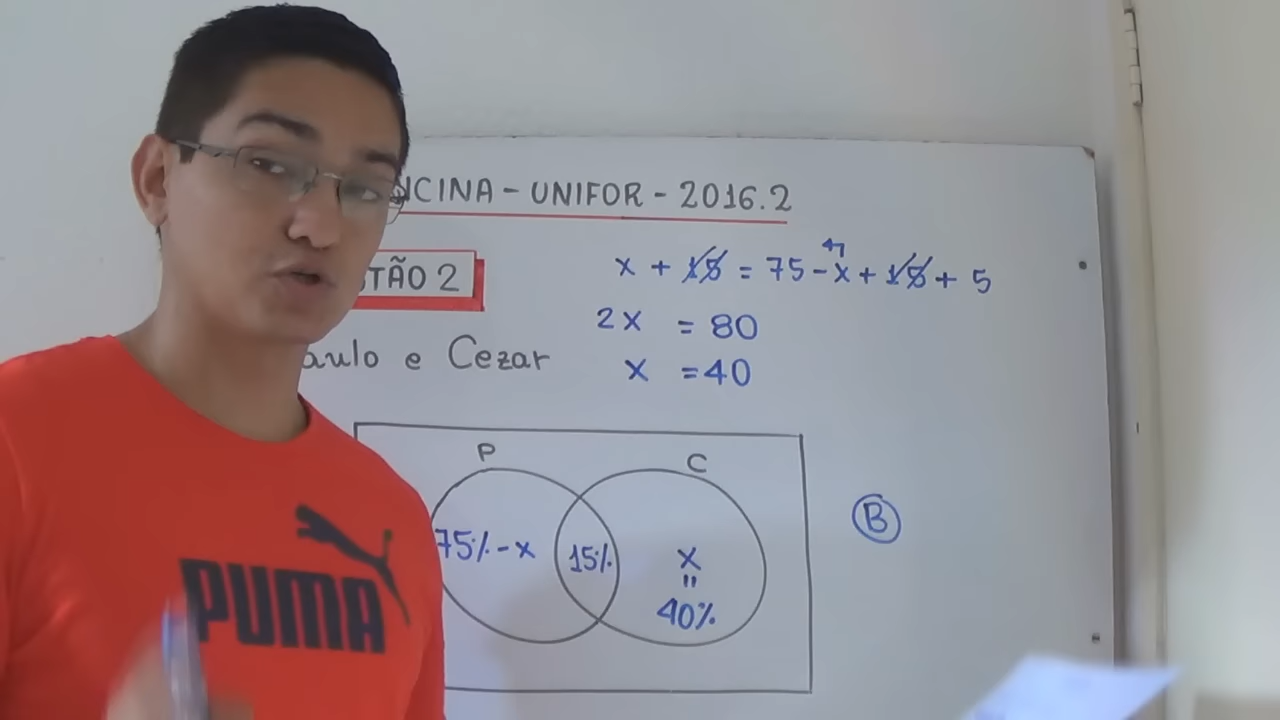 NCINA - UNIFOR - 2016.2
TÃO 2
aulo e Cezar
x + 15 = 75 - x + 15 + 5
2x = 80
x = 40
P
C
75% - x
15%
x
=
40%
B
PUMA